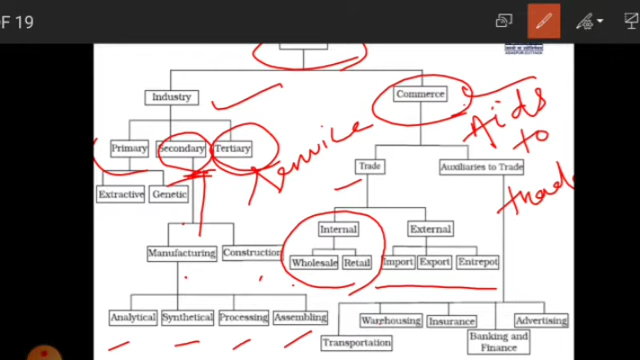 OF 19
Industry
Commerce
Aids
to
trade
Service
Primary
Secondary
Tertiary
Trade
Auxiliaries to Trade
Extractive
Genetic
Internal
External
Manufacturing
Construction
Wholesale
Retail
Import
Export
Entrepot
Analytical
Synthetical
Processing
Assembling
Warehousing
Insurance
Advertising
Transportation
Banking and
Finance